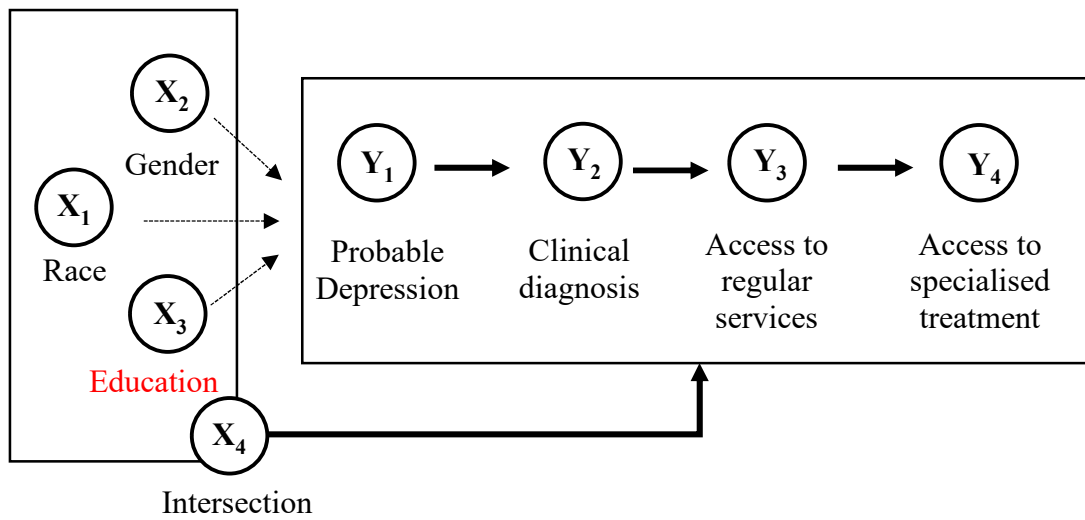 X2
Gender
X1
Race
X3
Education
X4
Intersection
Y1
Probable
Depression
Y2
Clinical
diagnosis
Y3
Access to
regular
services
Y4
Access to
specialised
treatment